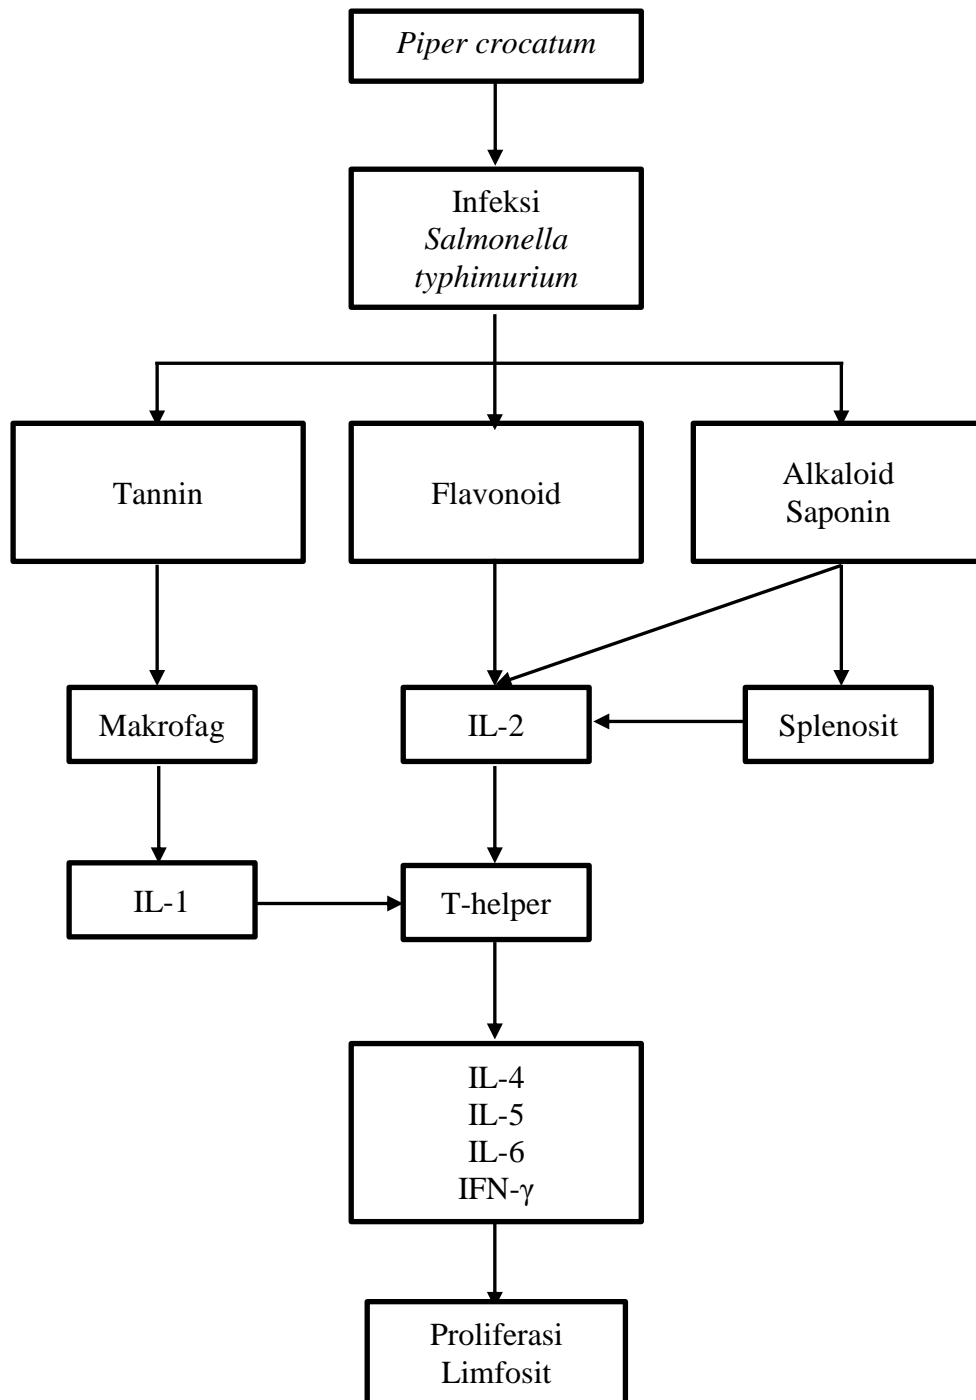 Piper crocatum
Infeksi
Salmonella
typhimurium
Tannin
Flavonoid
Alkaloid
Saponin
Makrofag
IL-2
Splenosit
IL-1
T-helper
IL-4
IL-5
IL-6
IFN-γ
Proliferasi
Limfosit